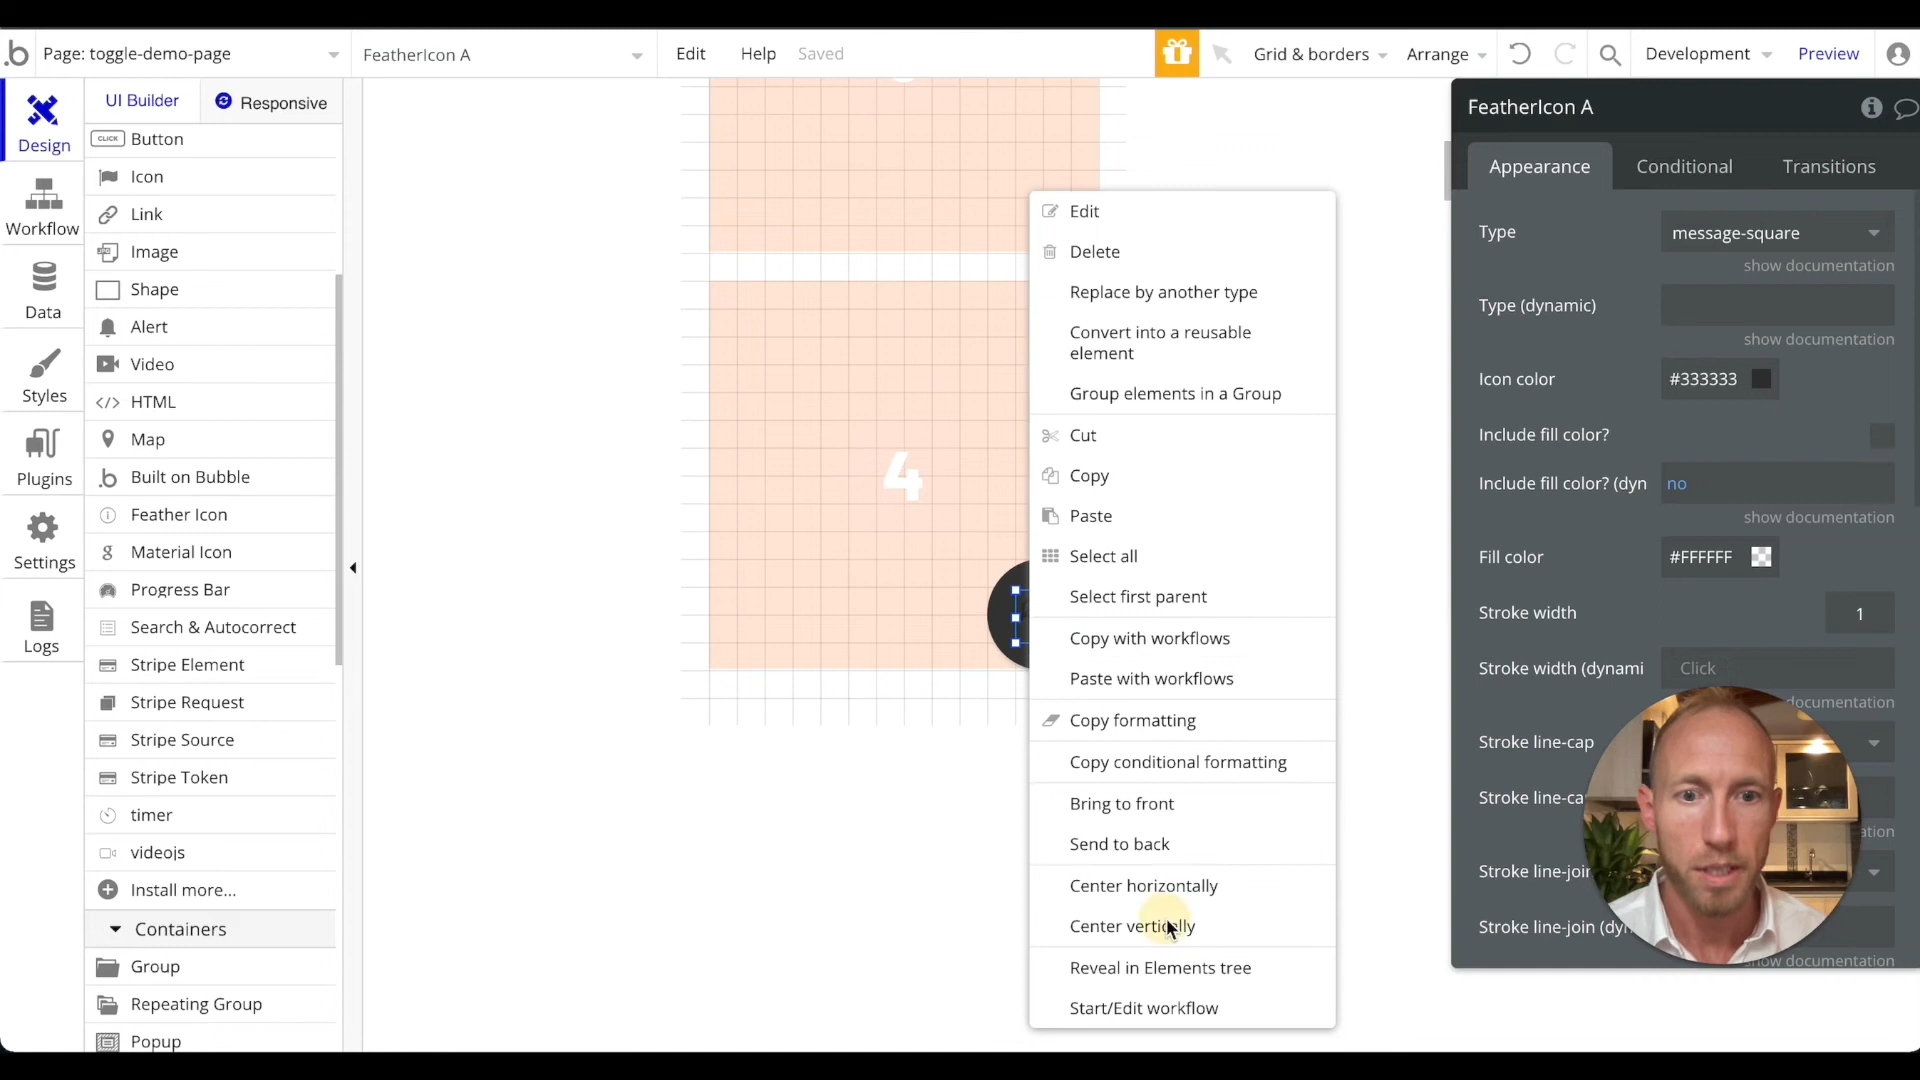 Page: toggle-demo-page
FeatherIcon A
Edit
Help
Saved
Grid & borders
Arrange
Development
Preview
UI Builder
Responsive
Design
Workflow
Data
Styles
Plugins
Settings
Logs
CLICK Button
Icon
Link
Image
Shape
Alert
Video
HTML
Map
Built on Bubble
Feather Icon
Material Icon
Progress Bar
Search & Autocorrect
Stripe Element
Stripe Request
Stripe Source
Stripe Token
timer
videojs
Install more...
Containers
Group
Repeating Group
Popup
4
Edit
Delete
Replace by another type
Convert into a reusable
element
Group elements in a Group
Cut
Copy
Paste
Select all
Select first parent
Copy with workflows
Paste with workflows
Copy formatting
Copy conditional formatting
Bring to front
Send to back
Center horizontally
Center vertically
Reveal in Elements tree
Start/Edit workflow
FeatherIcon A
Appearance
Conditional
Transitions
Type
message-square
show documentation
Type (dynamic)
show documentation
Icon color
#333333
Include fill color?
Include fill color? (dyn
no
show documentation
Fill color
#FFFFFF
Stroke width
1
Stroke width (dynami
Click
documentation
Stroke line-cap
Stroke line-ca
Stroke line-join
Stroke line-join (dyn
show documentation